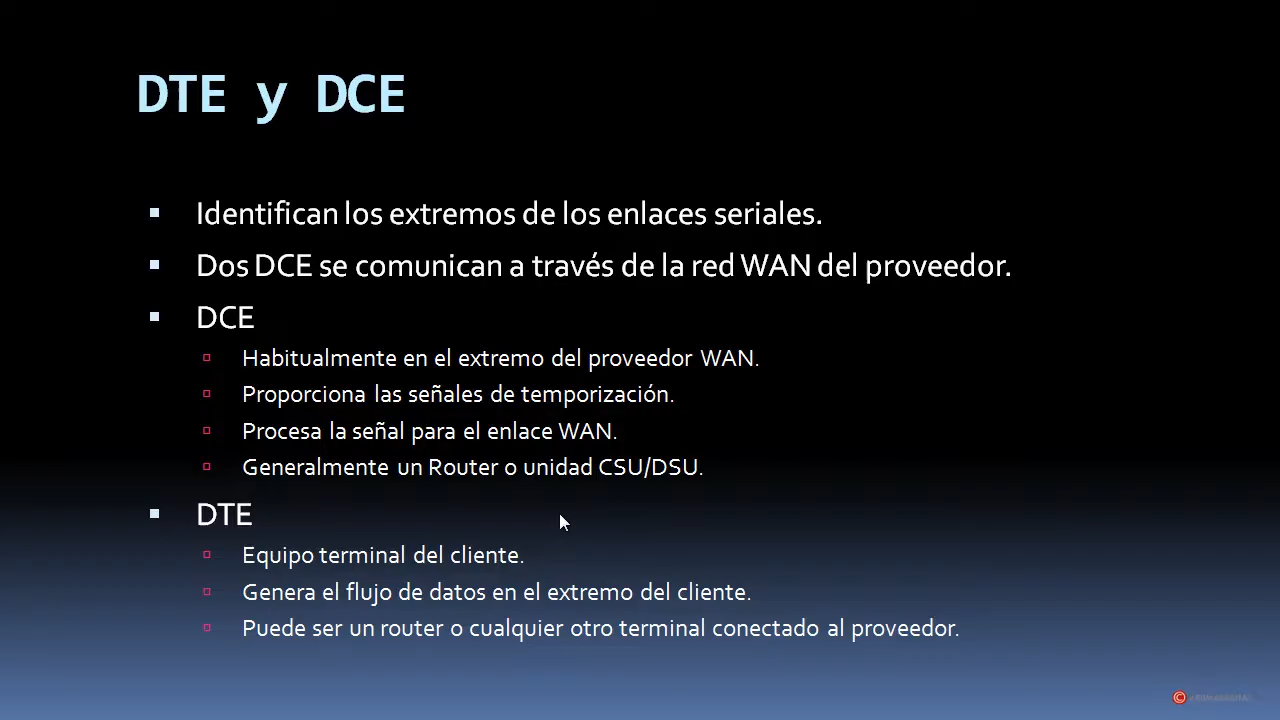 DTE y DCE
Identifican los extremos de los enlaces seriales.
Dos DCE se comunican a través de la red WAN del proveedor.
DCE
Habitualmente en el extremo del proveedor WAN.
Proporciona las señales de temporización.
Procesa la señal para el enlace WAN.
Generalmente un Router o unidad CSU/DSU.
DTE
Equipo terminal del cliente.
Genera el flujo de datos en el extremo del cliente.
Puede ser un router o cualquier otro terminal conectado al proveedor.